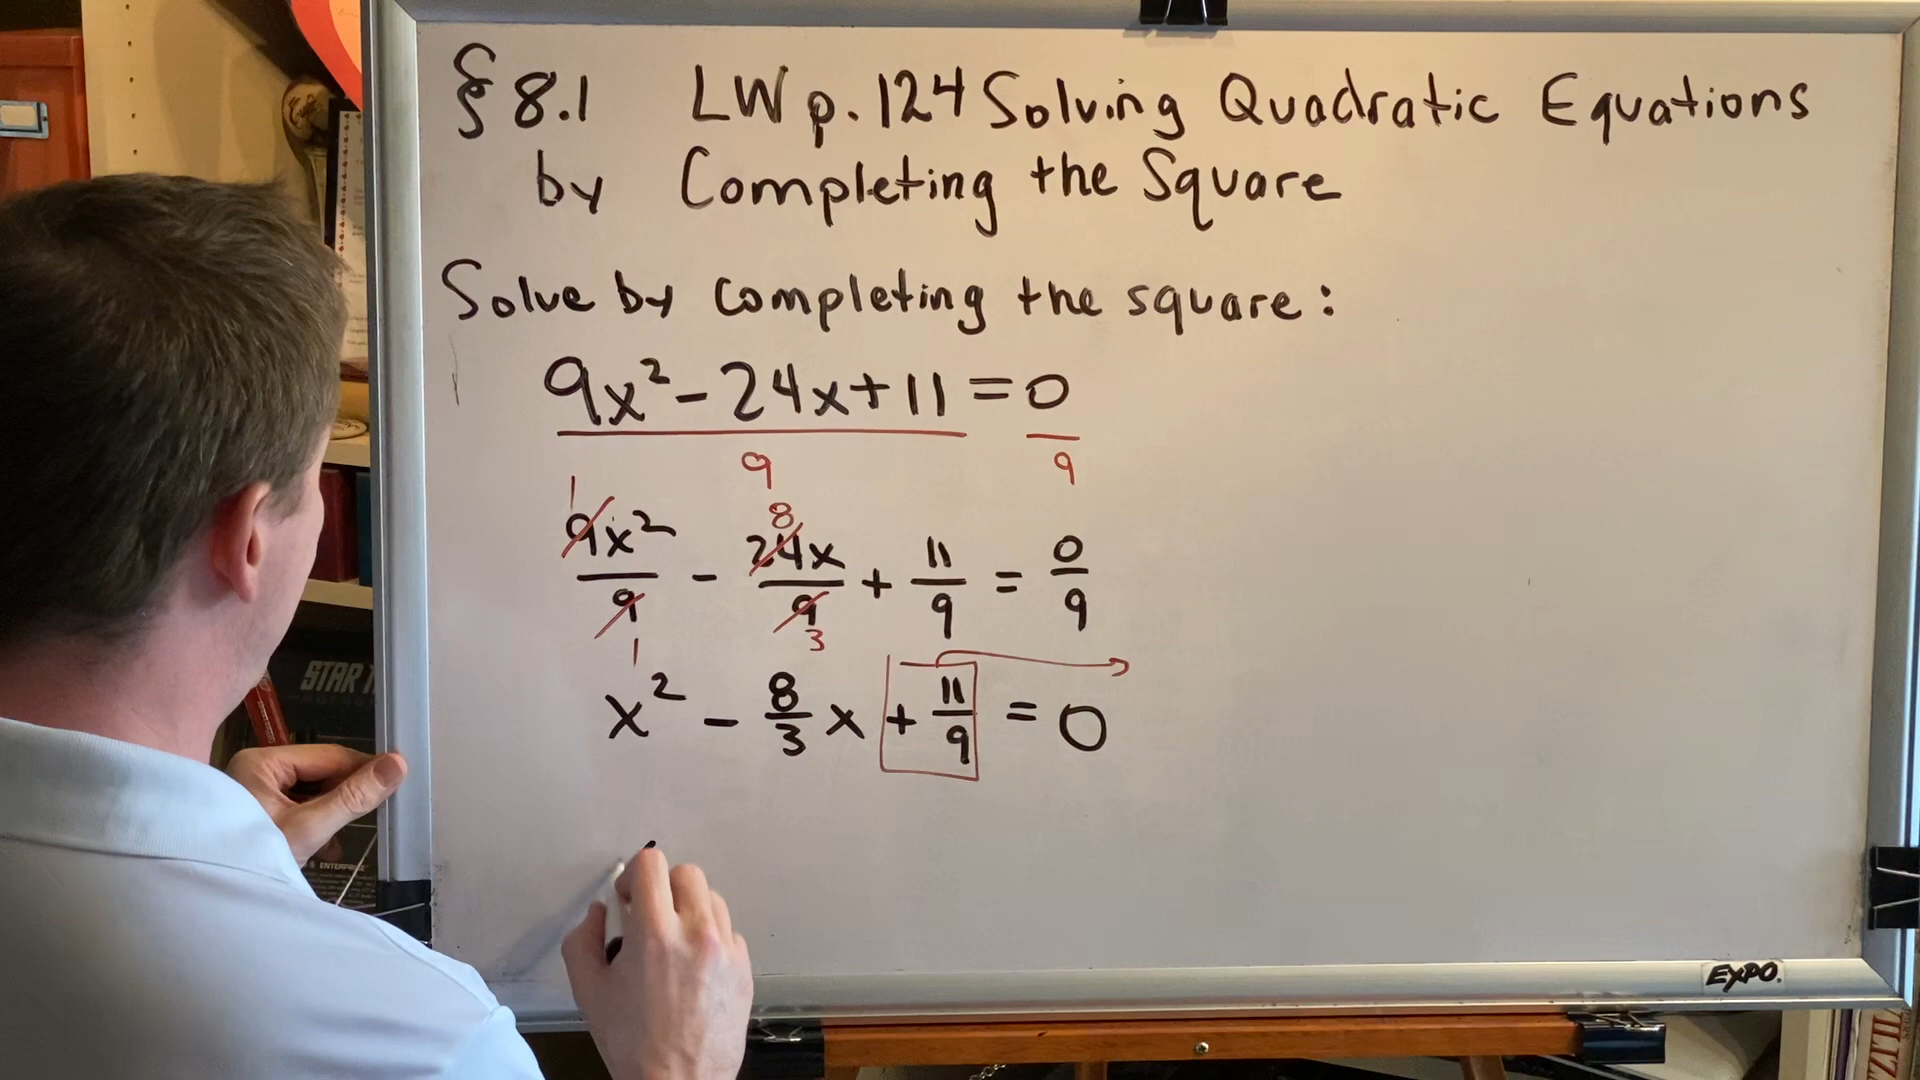 § 8.1 LW p. 124 Solving Quadratic Equations
by Completing the Square
Solve by completing the square:
9x² - 24x + 11 = 0
9 9
1 8
9x²/9 - 24x/9 + 11/9 = 0/9
1 3
x² - 8/3 x + 11/9 = 0
STAR
ENTERPRISE
EXPO.